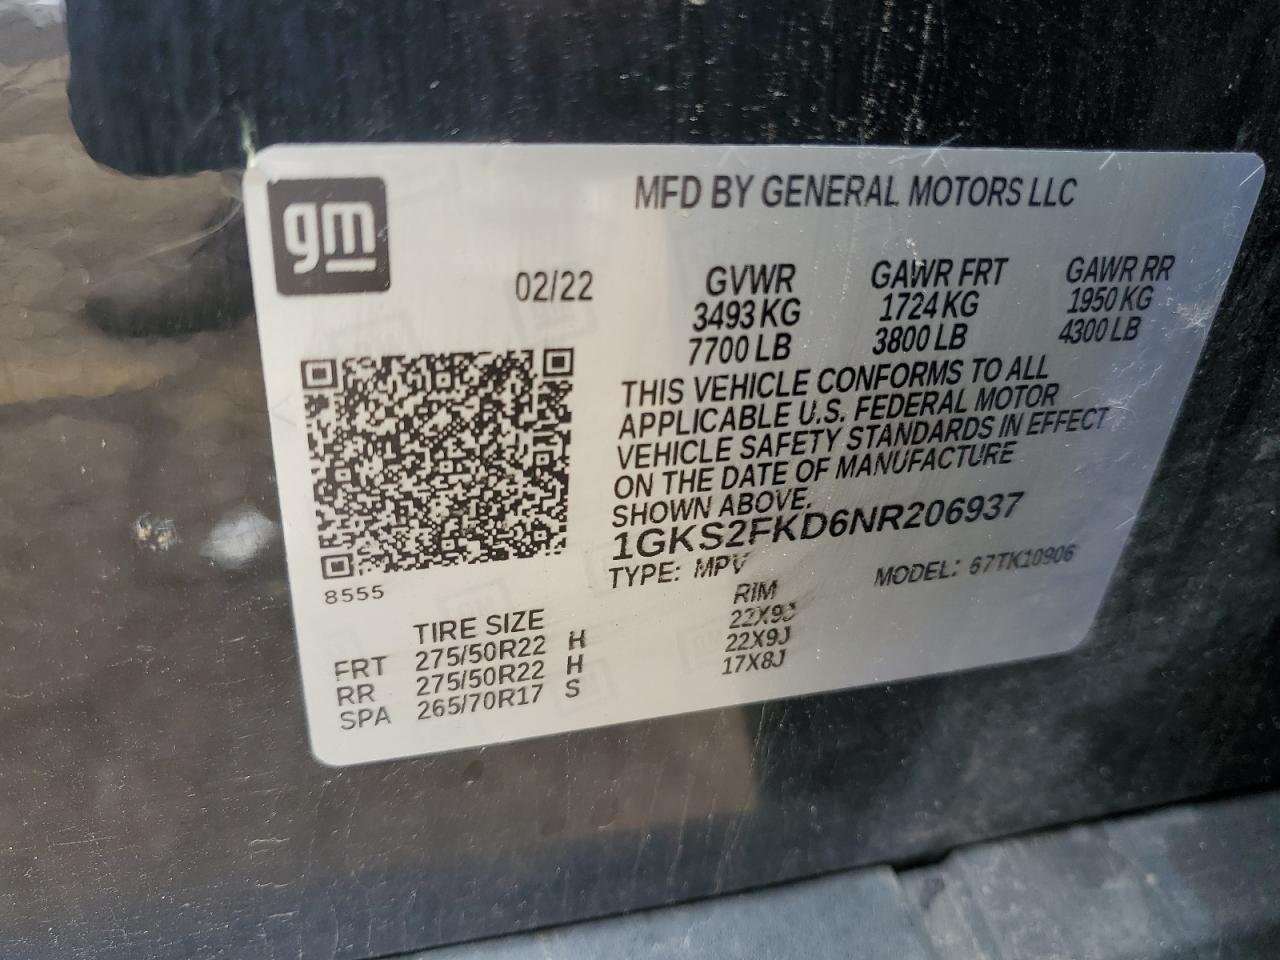 gm
MFD BY GENERAL MOTORS LLC
02/22
GVWR GAWR FRT GAWR RR
3493 KG 1724 KG 1950 KG
7700 LB 3800 LB 4300 LB
THIS VEHICLE CONFORMS TO ALL
APPLICABLE U.S. FEDERAL MOTOR
VEHICLE SAFETY STANDARDS IN EFFECT
ON THE DATE OF MANUFACTURE
SHOWN ABOVE.
1GKS2FKD6NR206937
TYPE: MPV MODEL: 67TK10906
8555
TIRE SIZE RIM
FRT 275/50R22 H 22X9J
RR 275/50R22 H 22X9J
SPA 265/70R17 S 17X8J